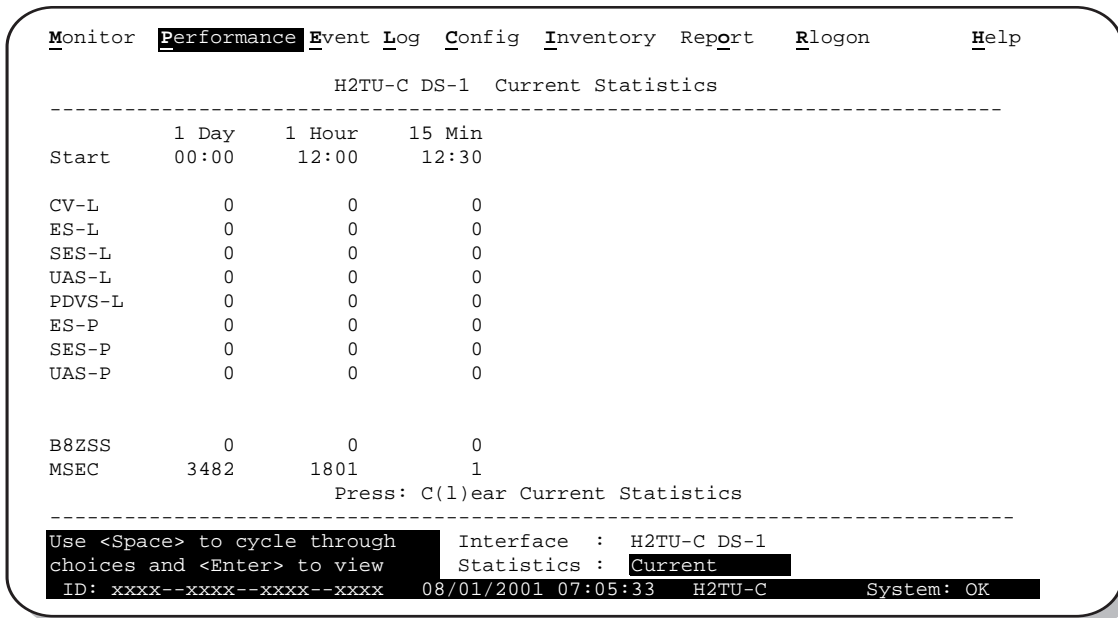 Monitor Performance Event Log Config Inventory Report Rlogon Help
H2TU-C DS-1 Current Statistics
--------------------------------------------------------------------------------
1 Day 1 Hour 15 Min
Start 00:00 12:00 12:30
CV-L 0 0 0
ES-L 0 0 0
SES-L 0 0 0
UAS-L 0 0 0
PDVS-L 0 0 0
ES-P 0 0 0
SES-P 0 0 0
UAS-P 0 0 0
B8ZSS 0 0 0
MSEC 3482 1801 1
Press: C(l)ear Current Statistics
--------------------------------------------------------------------------------
Use <Space> to cycle through Interface : H2TU-C DS-1
choices and <Enter> to view Statistics : Current
ID: xxxx--xxxx--xxxx--xxxx 08/01/2001 07:05:33 H2TU-C System: OK